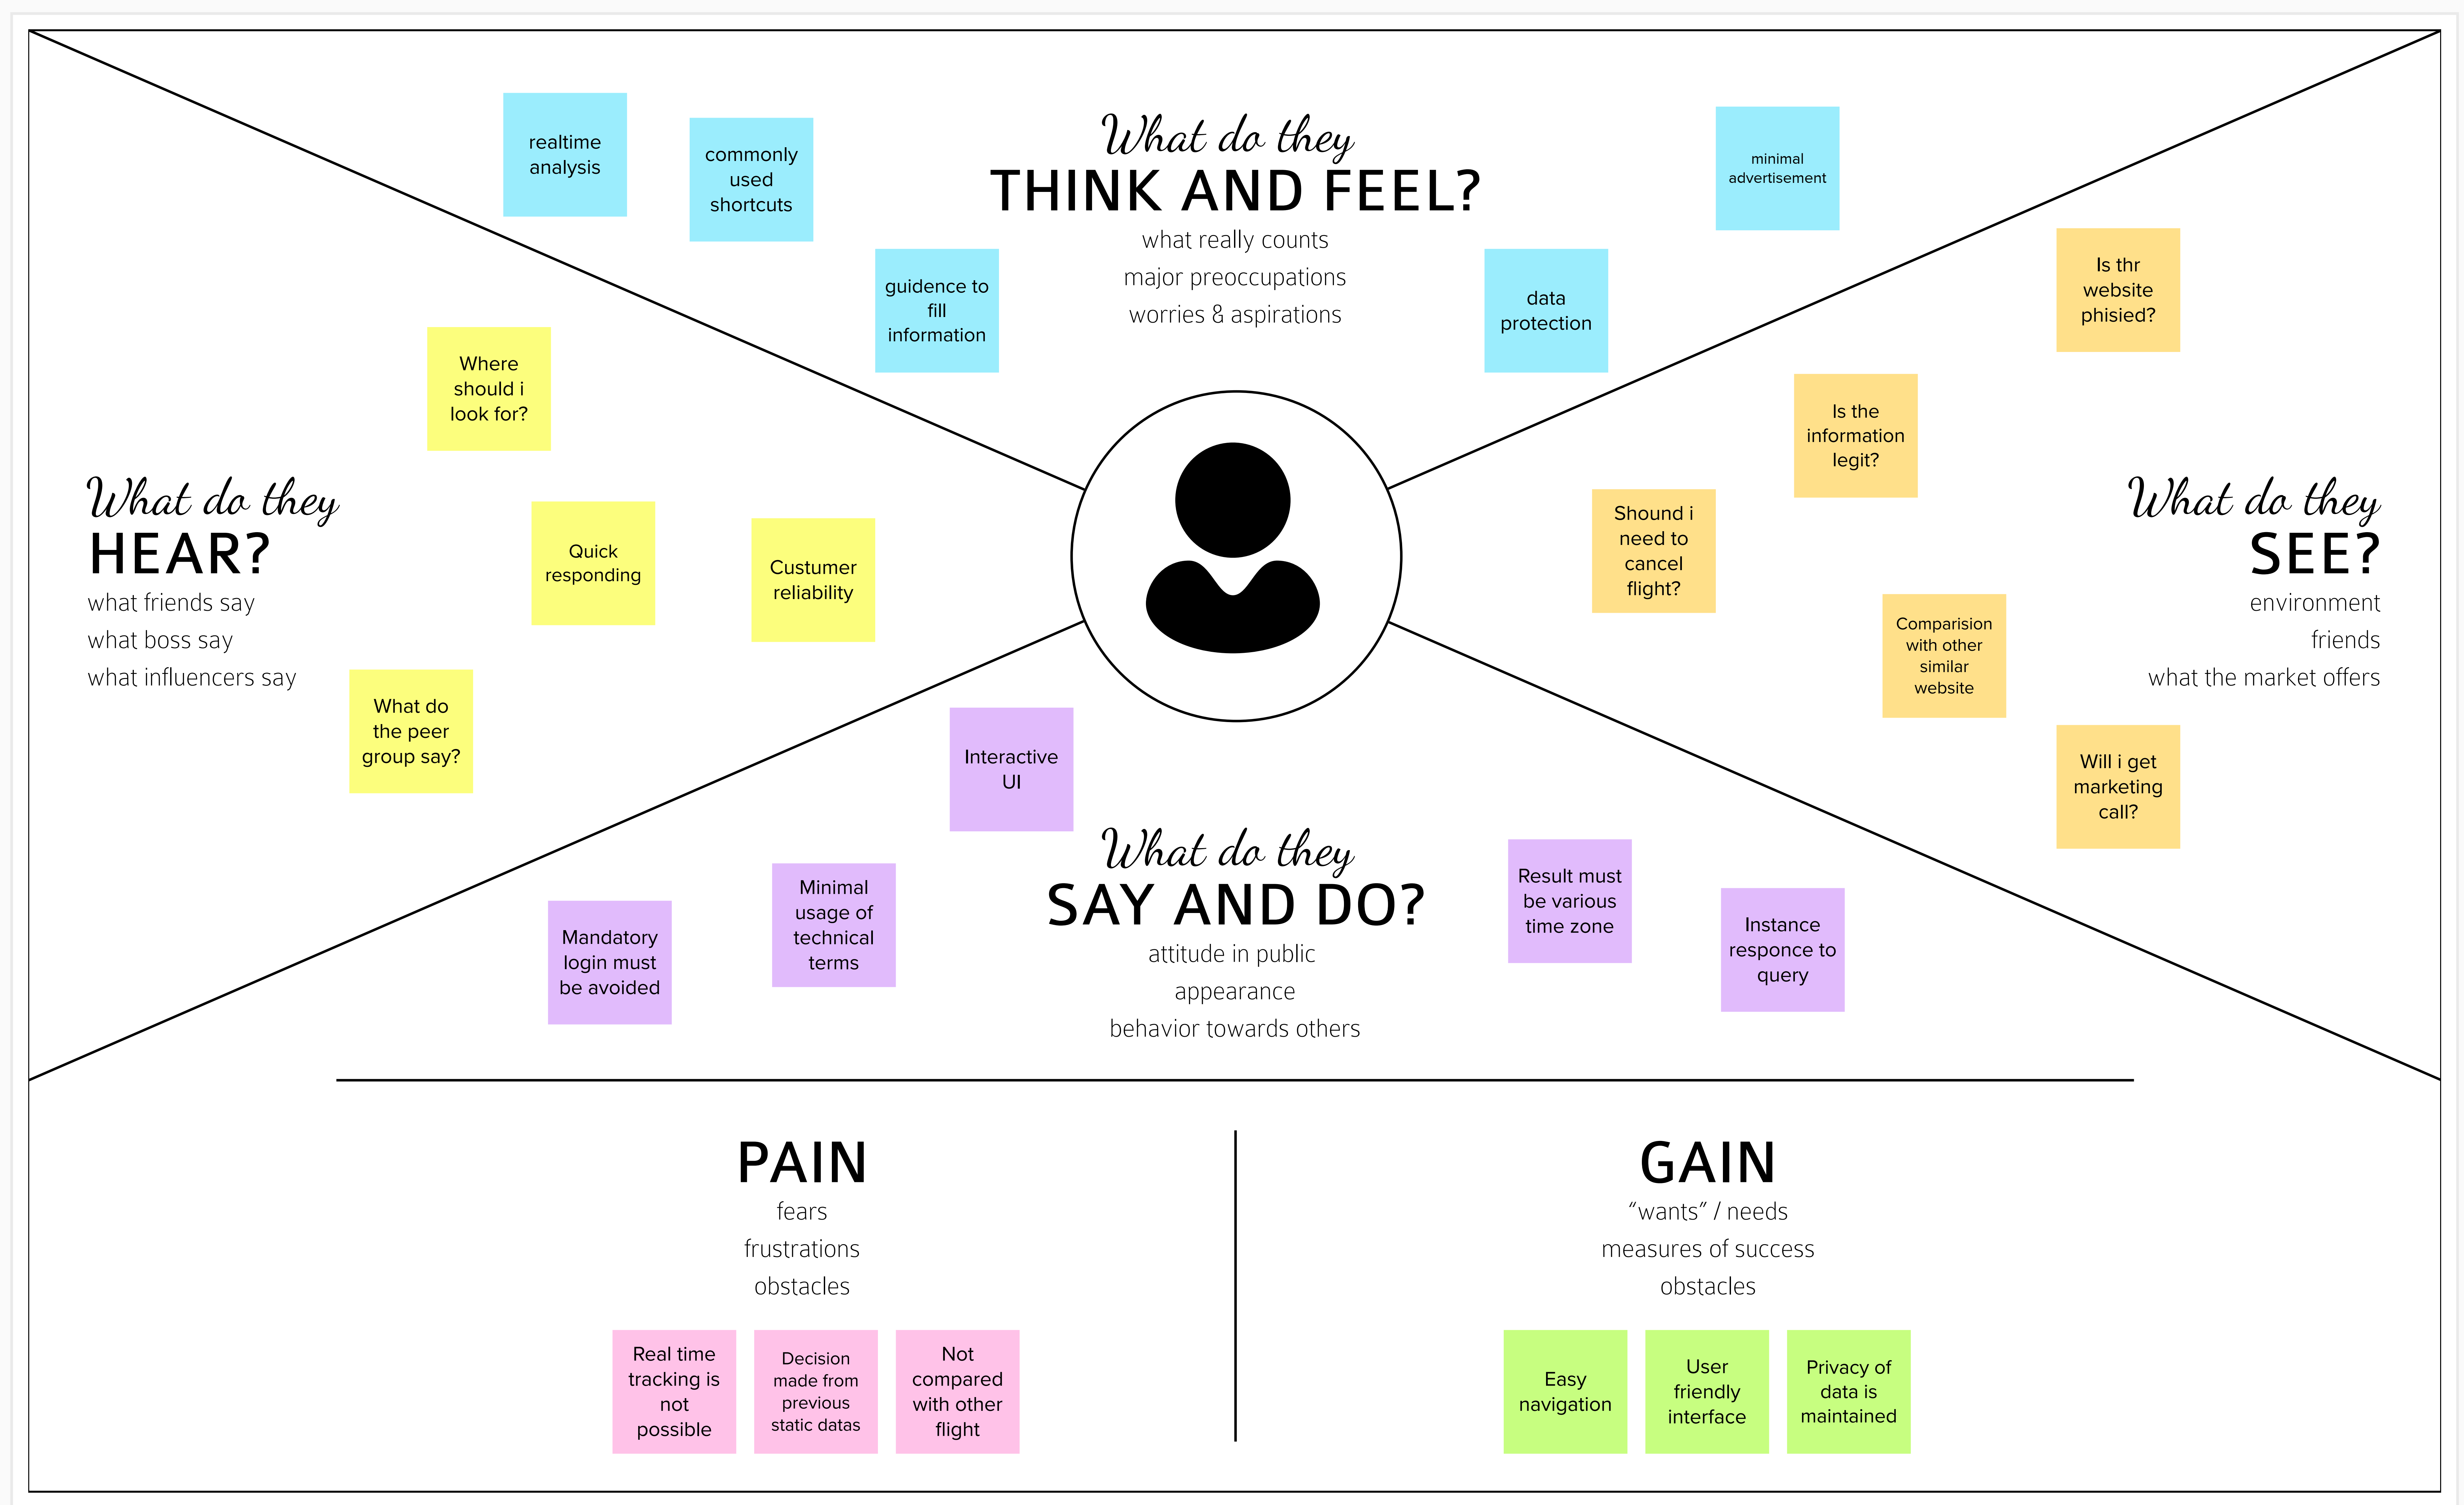 What do they
THINK AND FEEL?
what really counts
major preoccupations
worries & aspirations
realtime
analysis
commonly
used
shortcuts
guidence to
fill
information
data
protection
minimal
advertisement
What do they
HEAR?
what friends say
what boss say
what influencers say
Where
should i
look for?
Quick
responding
Custumer
reliability
What do
the peer
group say?
What do they
SEE?
environment
friends
what the market offers
Is thr
website
phisied?
Is the
information
legit?
Shound i
need to
cancel
flight?
Comparision
with other
similar
website
Will i get
marketing
call?
What do they
SAY AND DO?
attitude in public
appearance
behavior towards others
Interactive
UI
Minimal
usage of
technical
terms
Mandatory
login must
be avoided
Result must
be various
time zone
Instance
responce to
query
PAIN
fears
frustrations
obstacles
Real time
tracking is
not
possible
Decision
made from
previous
static datas
Not
compared
with other
flight
GAIN
“wants” / needs
measures of success
obstacles
Easy
navigation
User
friendly
interface
Privacy of
data is
maintained